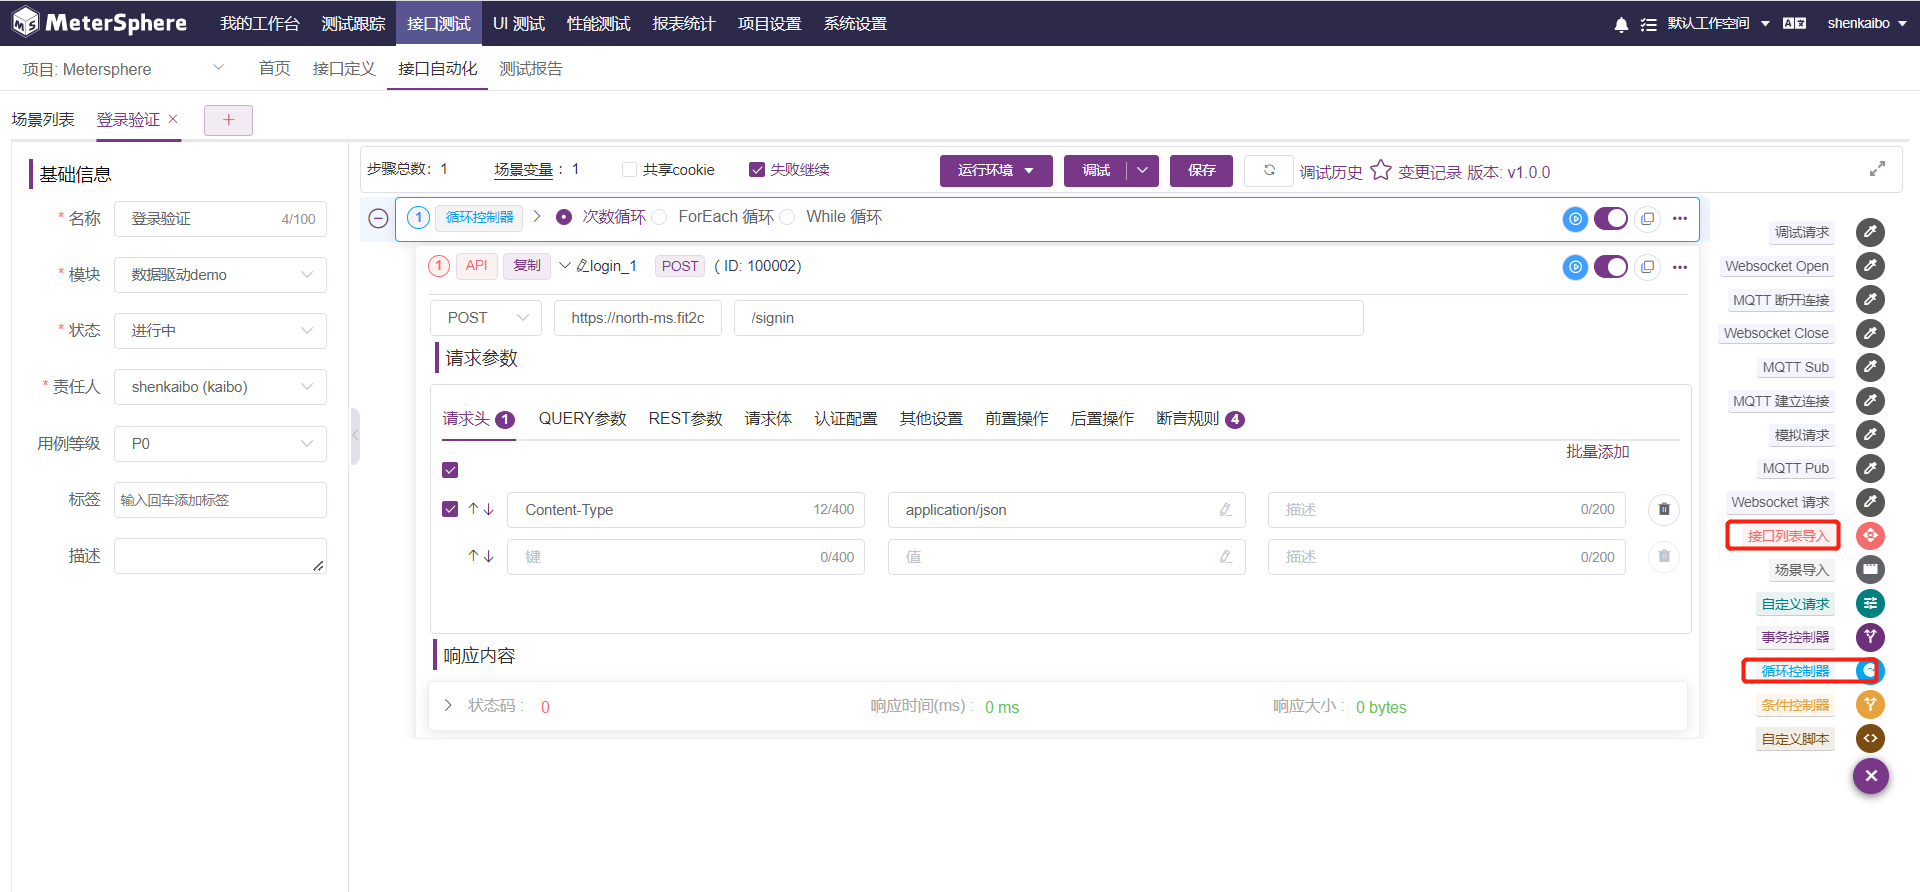 MeterSphere 我的工作台 测试跟踪 接口测试 UI 测试 性能测试 报表统计 项目设置 系统设置 默认工作空间 shenkaibo
项目: Metersphere 首页 接口定义 接口自动化 测试报告
场景列表 登录验证 × +
基础信息
* 名称 登录验证 4/100
* 模块 数据驱动demo
* 状态 进行中
* 责任人 shenkaibo (kaibo)
用例等级 P0
标签 输入回车添加标签
描述
步骤总数: 1 场景变量 : 1 共享cookie 失败继续 运行环境 调试 保存 调试历史 变更记录 版本: v1.0.0
1 循环控制器 次数循环 ForEach 循环 While 循环
1 API 复制 login_1 POST ( ID: 100002)
POST https://north-ms.fit2c /signin
请求参数
请求头 1 QUERY参数 REST参数 请求体 认证配置 其他设置 前置操作 后置操作 断言规则 4
批量添加
Content-Type 12/400 application/json 描述 0/200
键 0/400 值 描述 0/200
响应内容
状态码 : 0 响应时间(ms) : 0 ms 响应大小 : 0 bytes
调试请求
Websocket Open
MQTT 断开连接
Websocket Close
MQTT Sub
MQTT 建立连接
模拟请求
MQTT Pub
Websocket 请求
接口列表导入
场景导入
自定义请求
事务控制器
循环控制器
条件控制器
自定义脚本